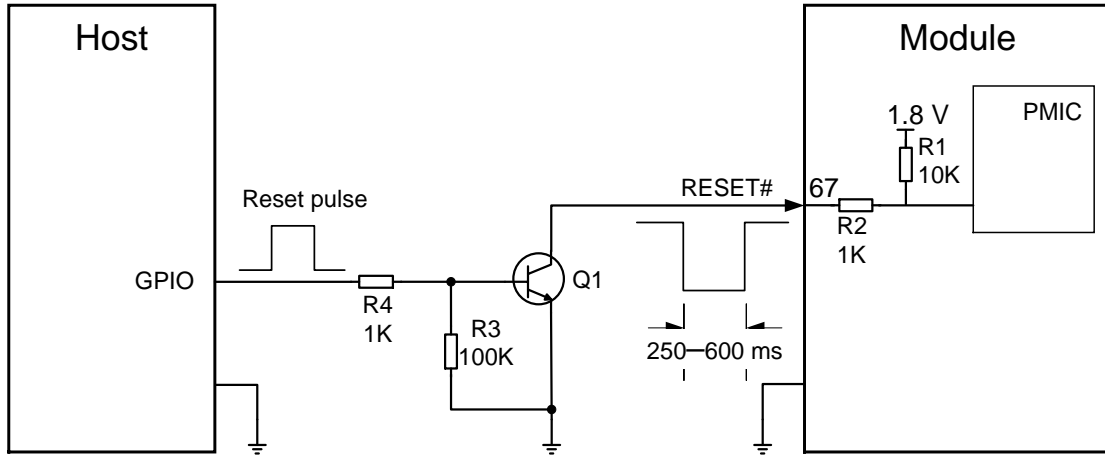 Host
Module
PMIC
1.8 V
R1
10K
RESET#
67
R2
1K
Reset pulse
GPIO
R4
1K
Q1
R3
100K
250—600 ms